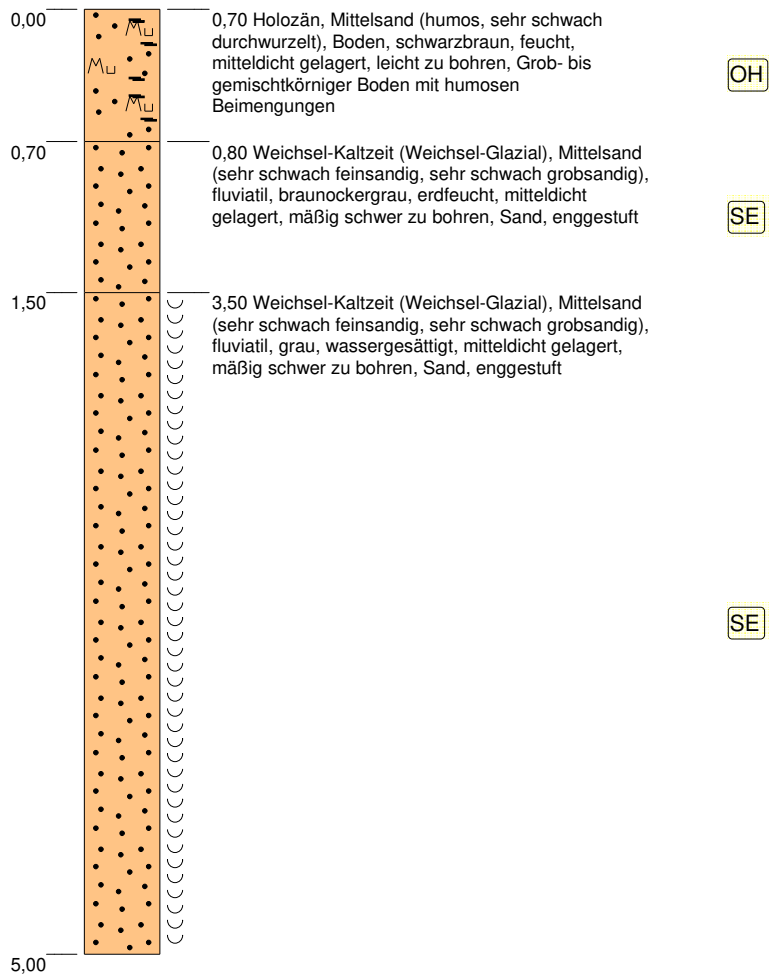 0,00
0,70 Holozän, Mittelsand (humos, sehr schwach
durchwurzelt), Boden, schwarzbraun, feucht,
mitteldicht gelagert, leicht zu bohren, Grob- bis
gemischtkörniger Boden mit humosen
Beimengungen
Mu
Mu
Mu
OH
0,70
0,80 Weichsel-Kaltzeit (Weichsel-Glazial), Mittelsand
(sehr schwach feinsandig, sehr schwach grobsandig),
fluviatil, braunockergrau, erdfeucht, mitteldicht
gelagert, mäßig schwer zu bohren, Sand, enggestuft
SE
1,50
3,50 Weichsel-Kaltzeit (Weichsel-Glazial), Mittelsand
(sehr schwach feinsandig, sehr schwach grobsandig),
fluviatil, grau, wassergesättigt, mitteldicht gelagert,
mäßig schwer zu bohren, Sand, enggestuft
SE
5,00